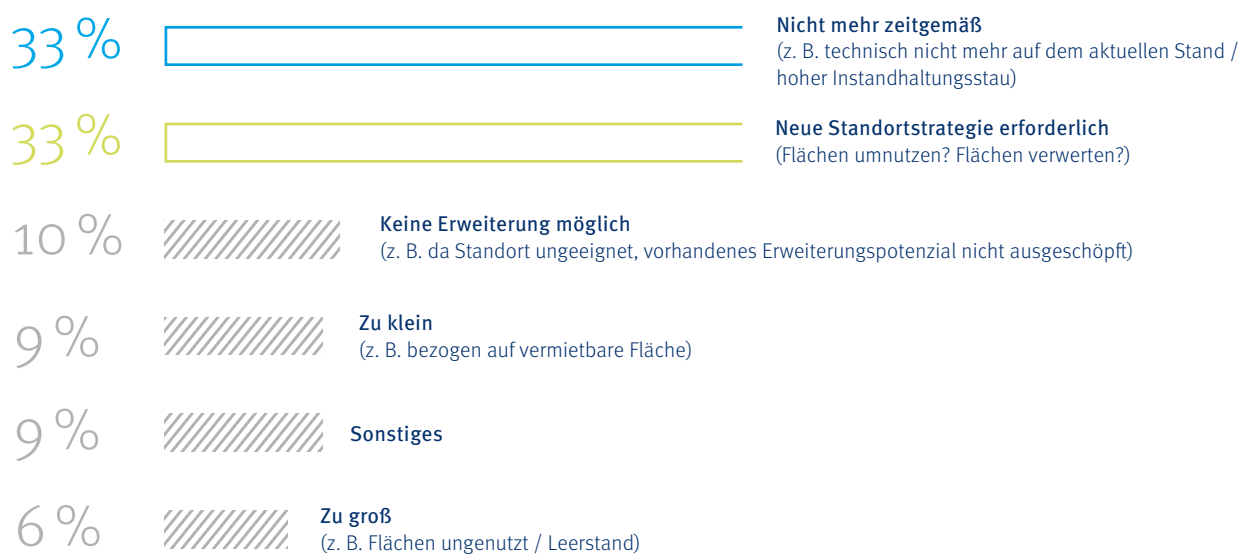 33 %
Nicht mehr zeitgemäß
(z. B. technisch nicht mehr auf dem aktuellen Stand /
hoher Instandhaltungsstau)
33 %
Neue Standortstrategie erforderlich
(Flächen umnutzen? Flächen verwerten?)
10 %
Keine Erweiterung möglich
(z. B. da Standort ungeeignet, vorhandenes Erweiterungspotenzial nicht ausgeschöpft)
9 %
Zu klein
(z. B. bezogen auf vermietbare Fläche)
9 %
Sonstiges
6 %
Zu groß
(z. B. Flächen ungenutzt / Leerstand)